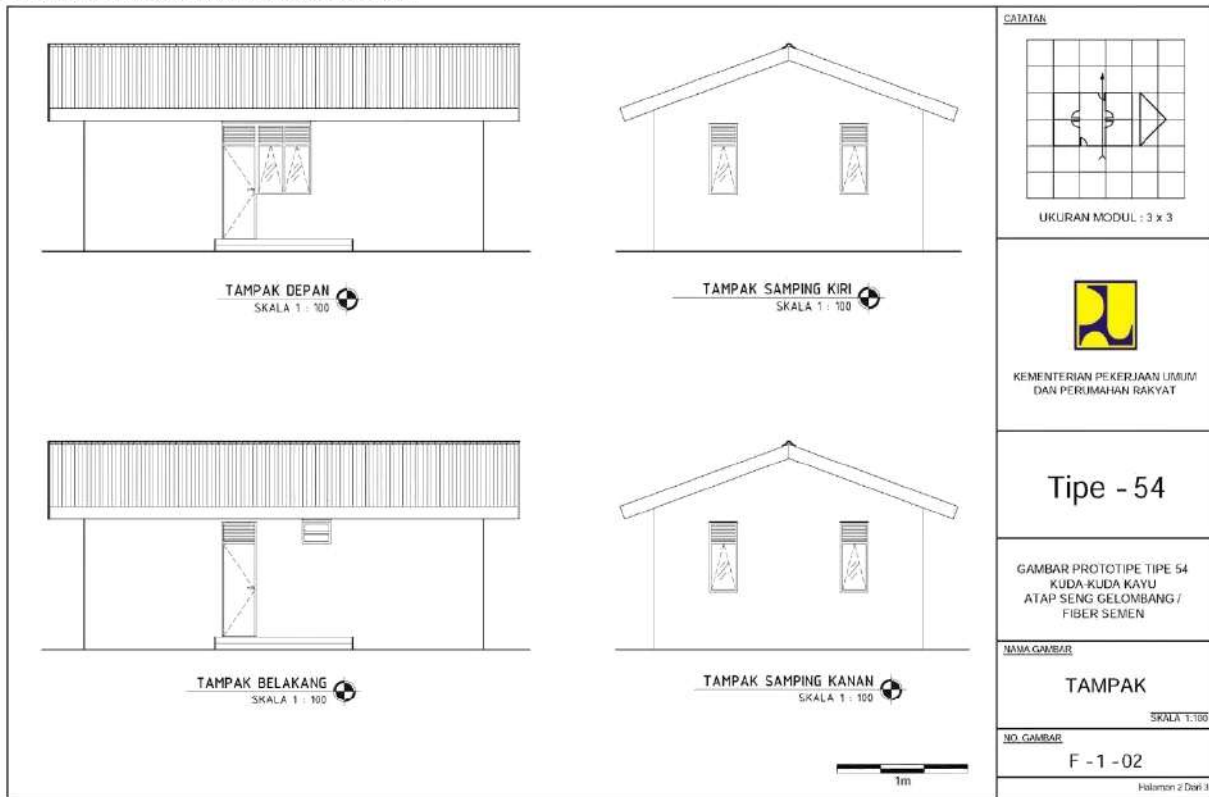 TAMPAK DEPAN
SKALA 1 : 100
TAMPAK SAMPING KIRI
SKALA 1 : 100
TAMPAK BELAKANG
SKALA 1 : 100
TAMPAK SAMPING KANAN
SKALA 1 : 100
1m
CATATAN
UKURAN MODUL : 3 x 3
KEMENTERIAN PEKERJAAN UMUM
DAN PERUMAHAN RAKYAT
Tipe - 54
GAMBAR PROTOTIPE TIPE 54
KUDA-KUDA KAYU
ATAP SENG GELOMBANG /
FIBER SEMEN
NAMA GAMBAR
TAMPAK
SKALA 1:100
NO. GAMBAR
F - 1 - 02
Halaman 2 Dari 3